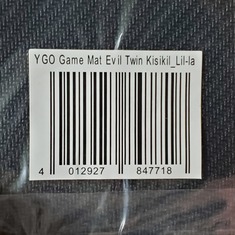 YGO Game Mat Evil Twin Kisikil_Lil-la
4 012927 847718